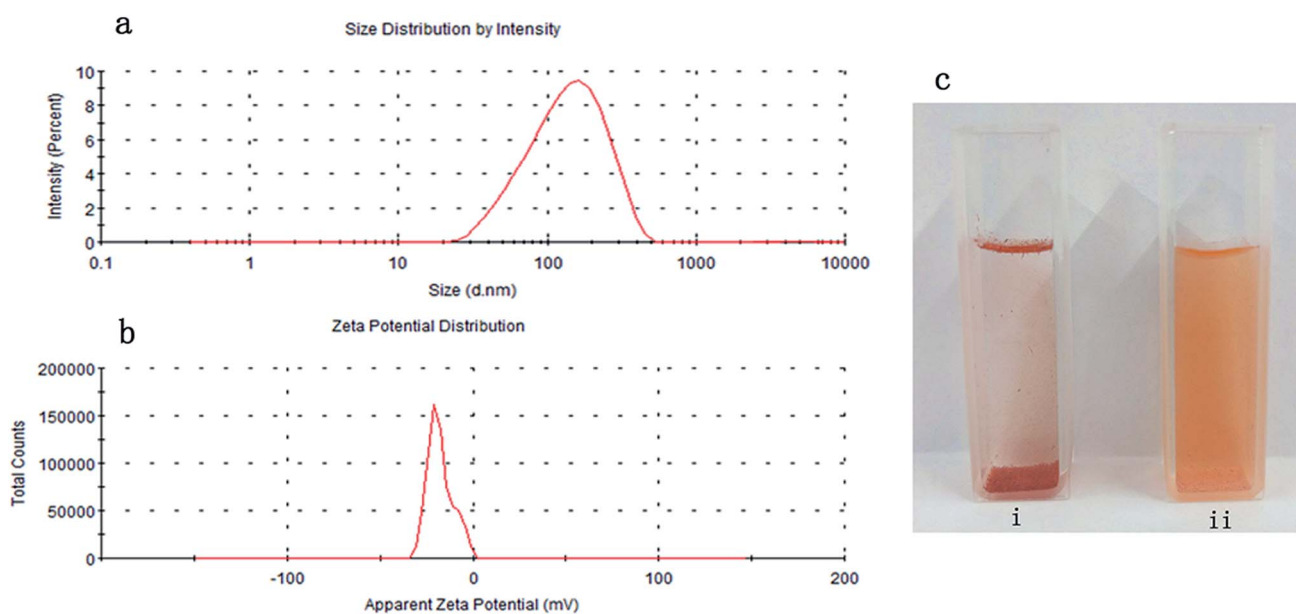 a
Size Distribution by Intensity
10
8
6
4
2
0
Intensity (Percent)
0.1 1 10 100 1000 10000
Size (d.nm)
b
Zeta Potential Distribution
200000
150000
100000
50000
0
Total Counts
-100 0 100 200
Apparent Zeta Potential (mV)
c
i ii